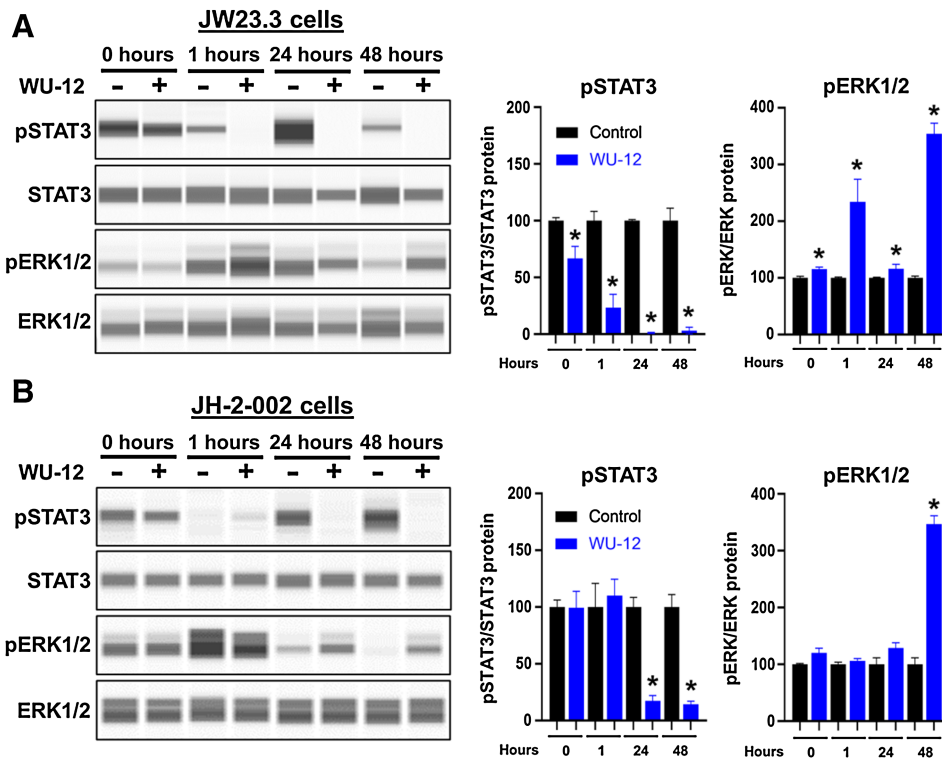 A
JW23.3 cells
0 hours 1 hours 24 hours 48 hours
WU-12 - + - + - + - +
pSTAT3
STAT3
pERK1/2
ERK1/2
pSTAT3
pSTAT3/STAT3 protein
200
150
100
50
0
Control
WU-12
* * * *
Hours 0 1 24 48
pERK1/2
pERK/ERK protein
400
300
200
100
0
* * * *
Hours 0 1 24 48
B
JH-2-002 cells
0 hours 1 hours 24 hours 48 hours
WU-12 - + - + - + - +
pSTAT3
STAT3
pERK1/2
ERK1/2
pSTAT3
pSTAT3/STAT3 protein
200
150
100
50
0
Control
WU-12
* *
Hours 0 1 24 48
pERK1/2
pERK/ERK protein
400
300
200
100
0
*
Hours 0 1 24 48